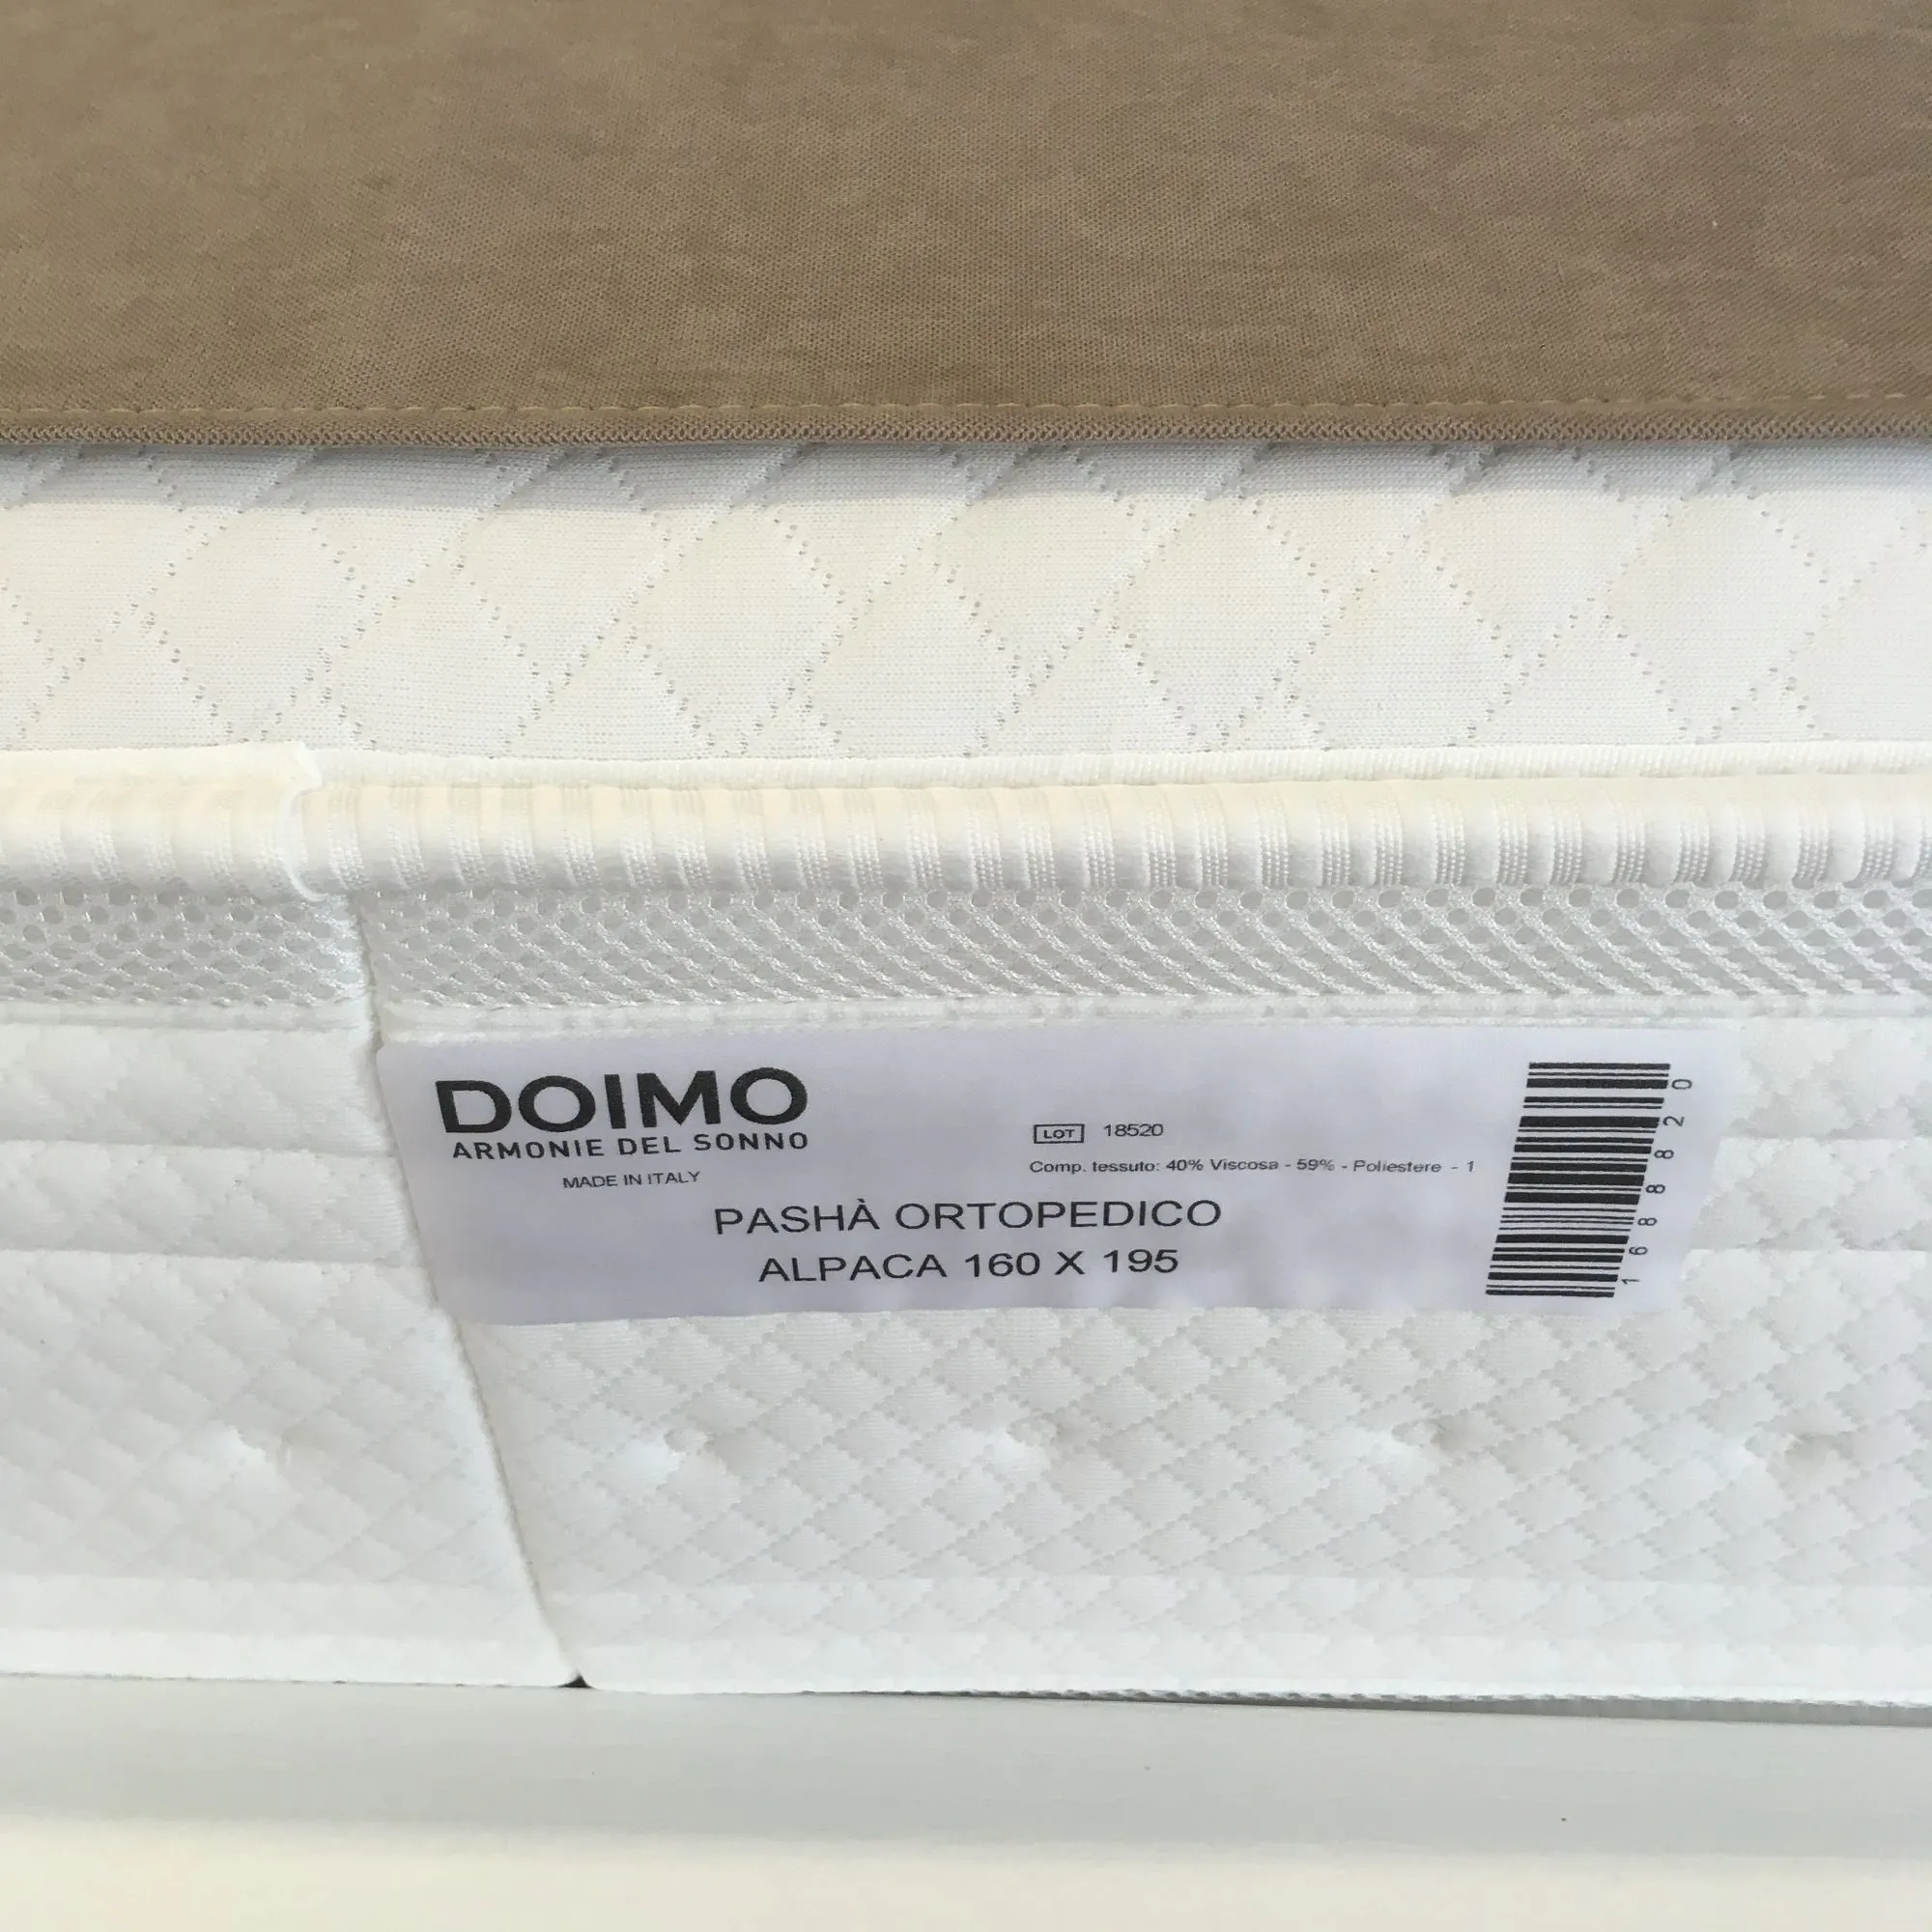 DOIMO
ARMONIE DEL SONNO
MADE IN ITALY
LOT 18520
Comp. tessuto: 40% Viscosa - 59% - Poliestere - 1
PASHÀ ORTOPEDICO
ALPACA 160 X 195
1688820